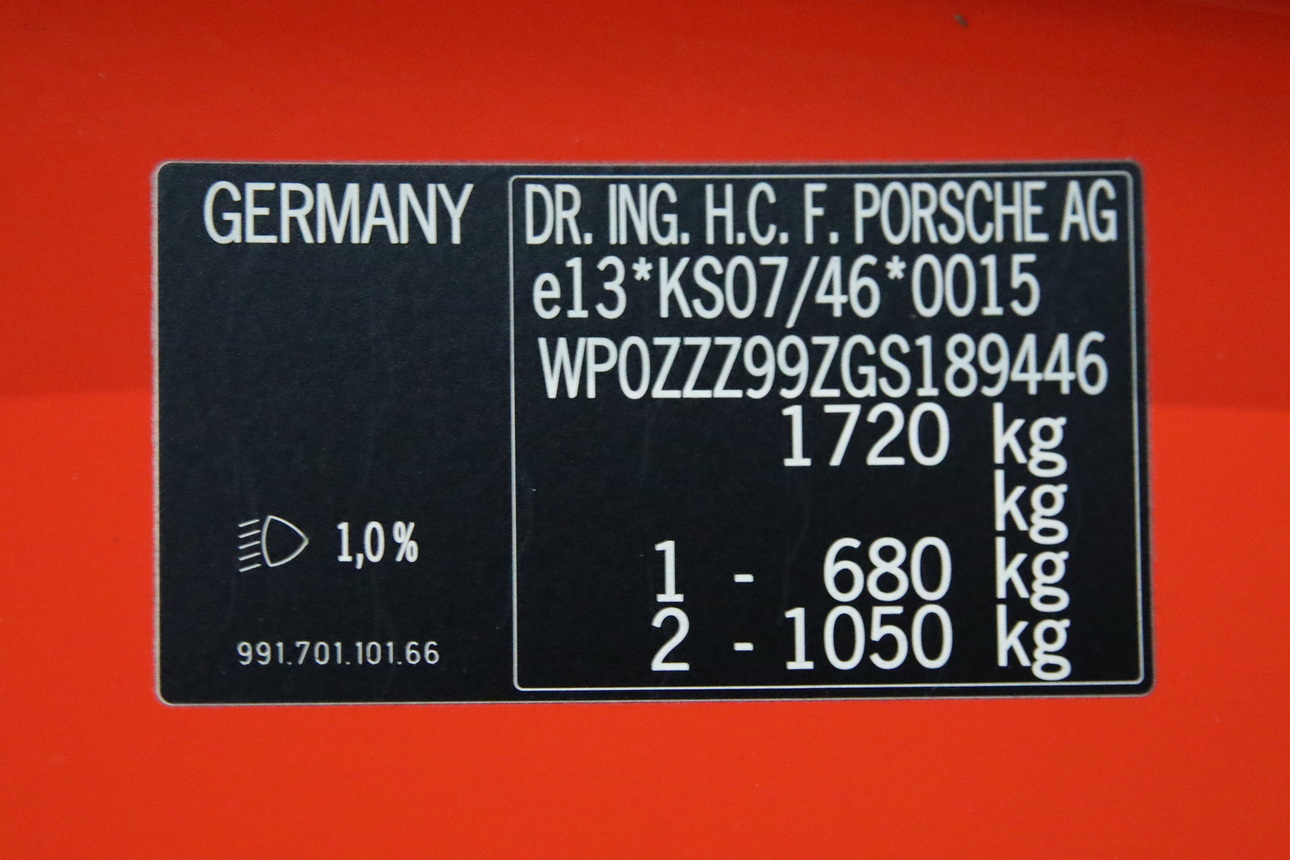 GERMANY
1,0 %
991.701.101.66
DR. ING. H.C. F. PORSCHE AG
e13*KS07/46*0015
WP0ZZZ99ZGS189446
1720 kg
kg
1 - 680 kg
2 - 1050 kg